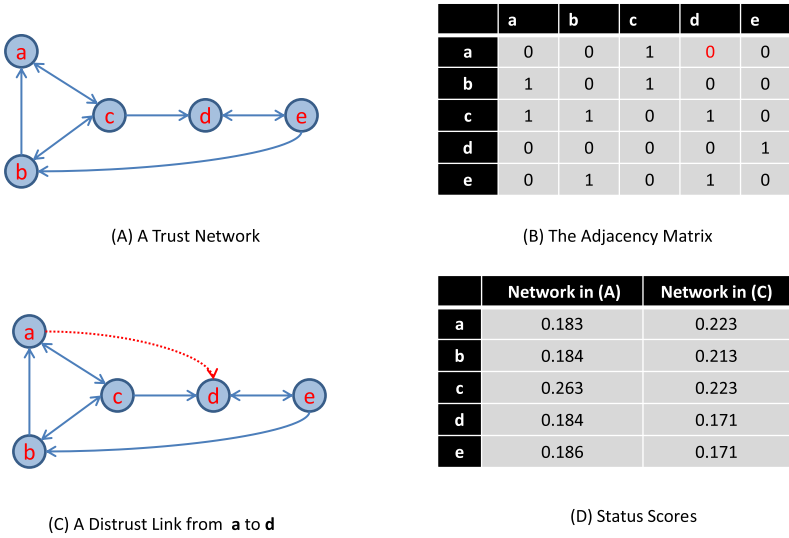 a
c
d
e
b
(A) A Trust Network
a b c d e
a 0 0 1 0 0
b 1 0 1 0 0
c 1 1 0 1 0
d 0 0 0 0 1
e 0 1 0 1 0
(B) The Adjacency Matrix
a
c
d
e
b
(C) A Distrust Link from a to d
Network in (A) Network in (C)
a 0.183 0.223
b 0.184 0.213
c 0.263 0.223
d 0.184 0.171
e 0.186 0.171
(D) Status Scores